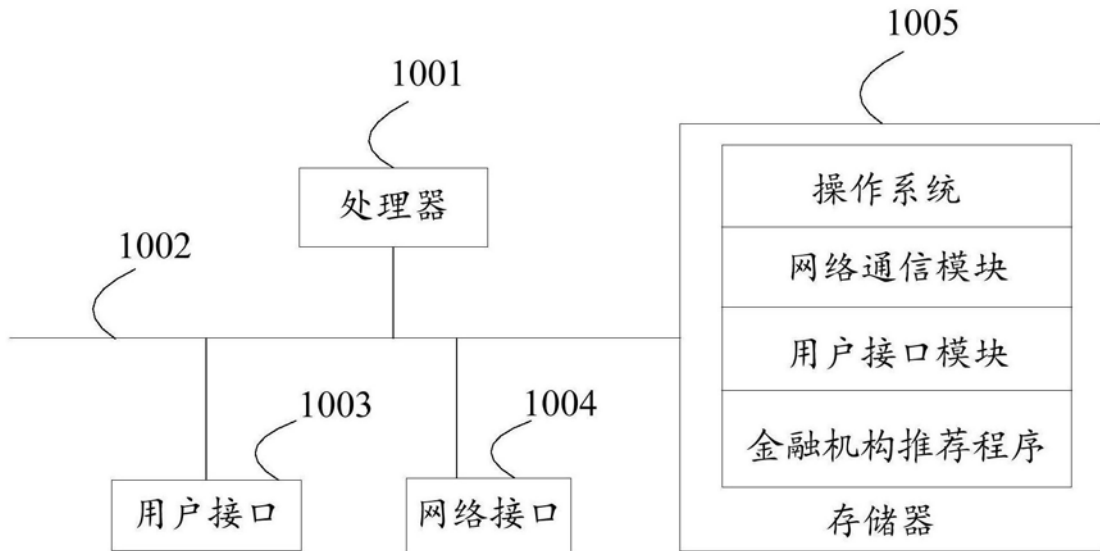 1005
1001
操作系统
处理器
网络通信模块
1002
用户接口模块
1003
1004
金融机构推荐程序
用户接口
网络接口
存储器